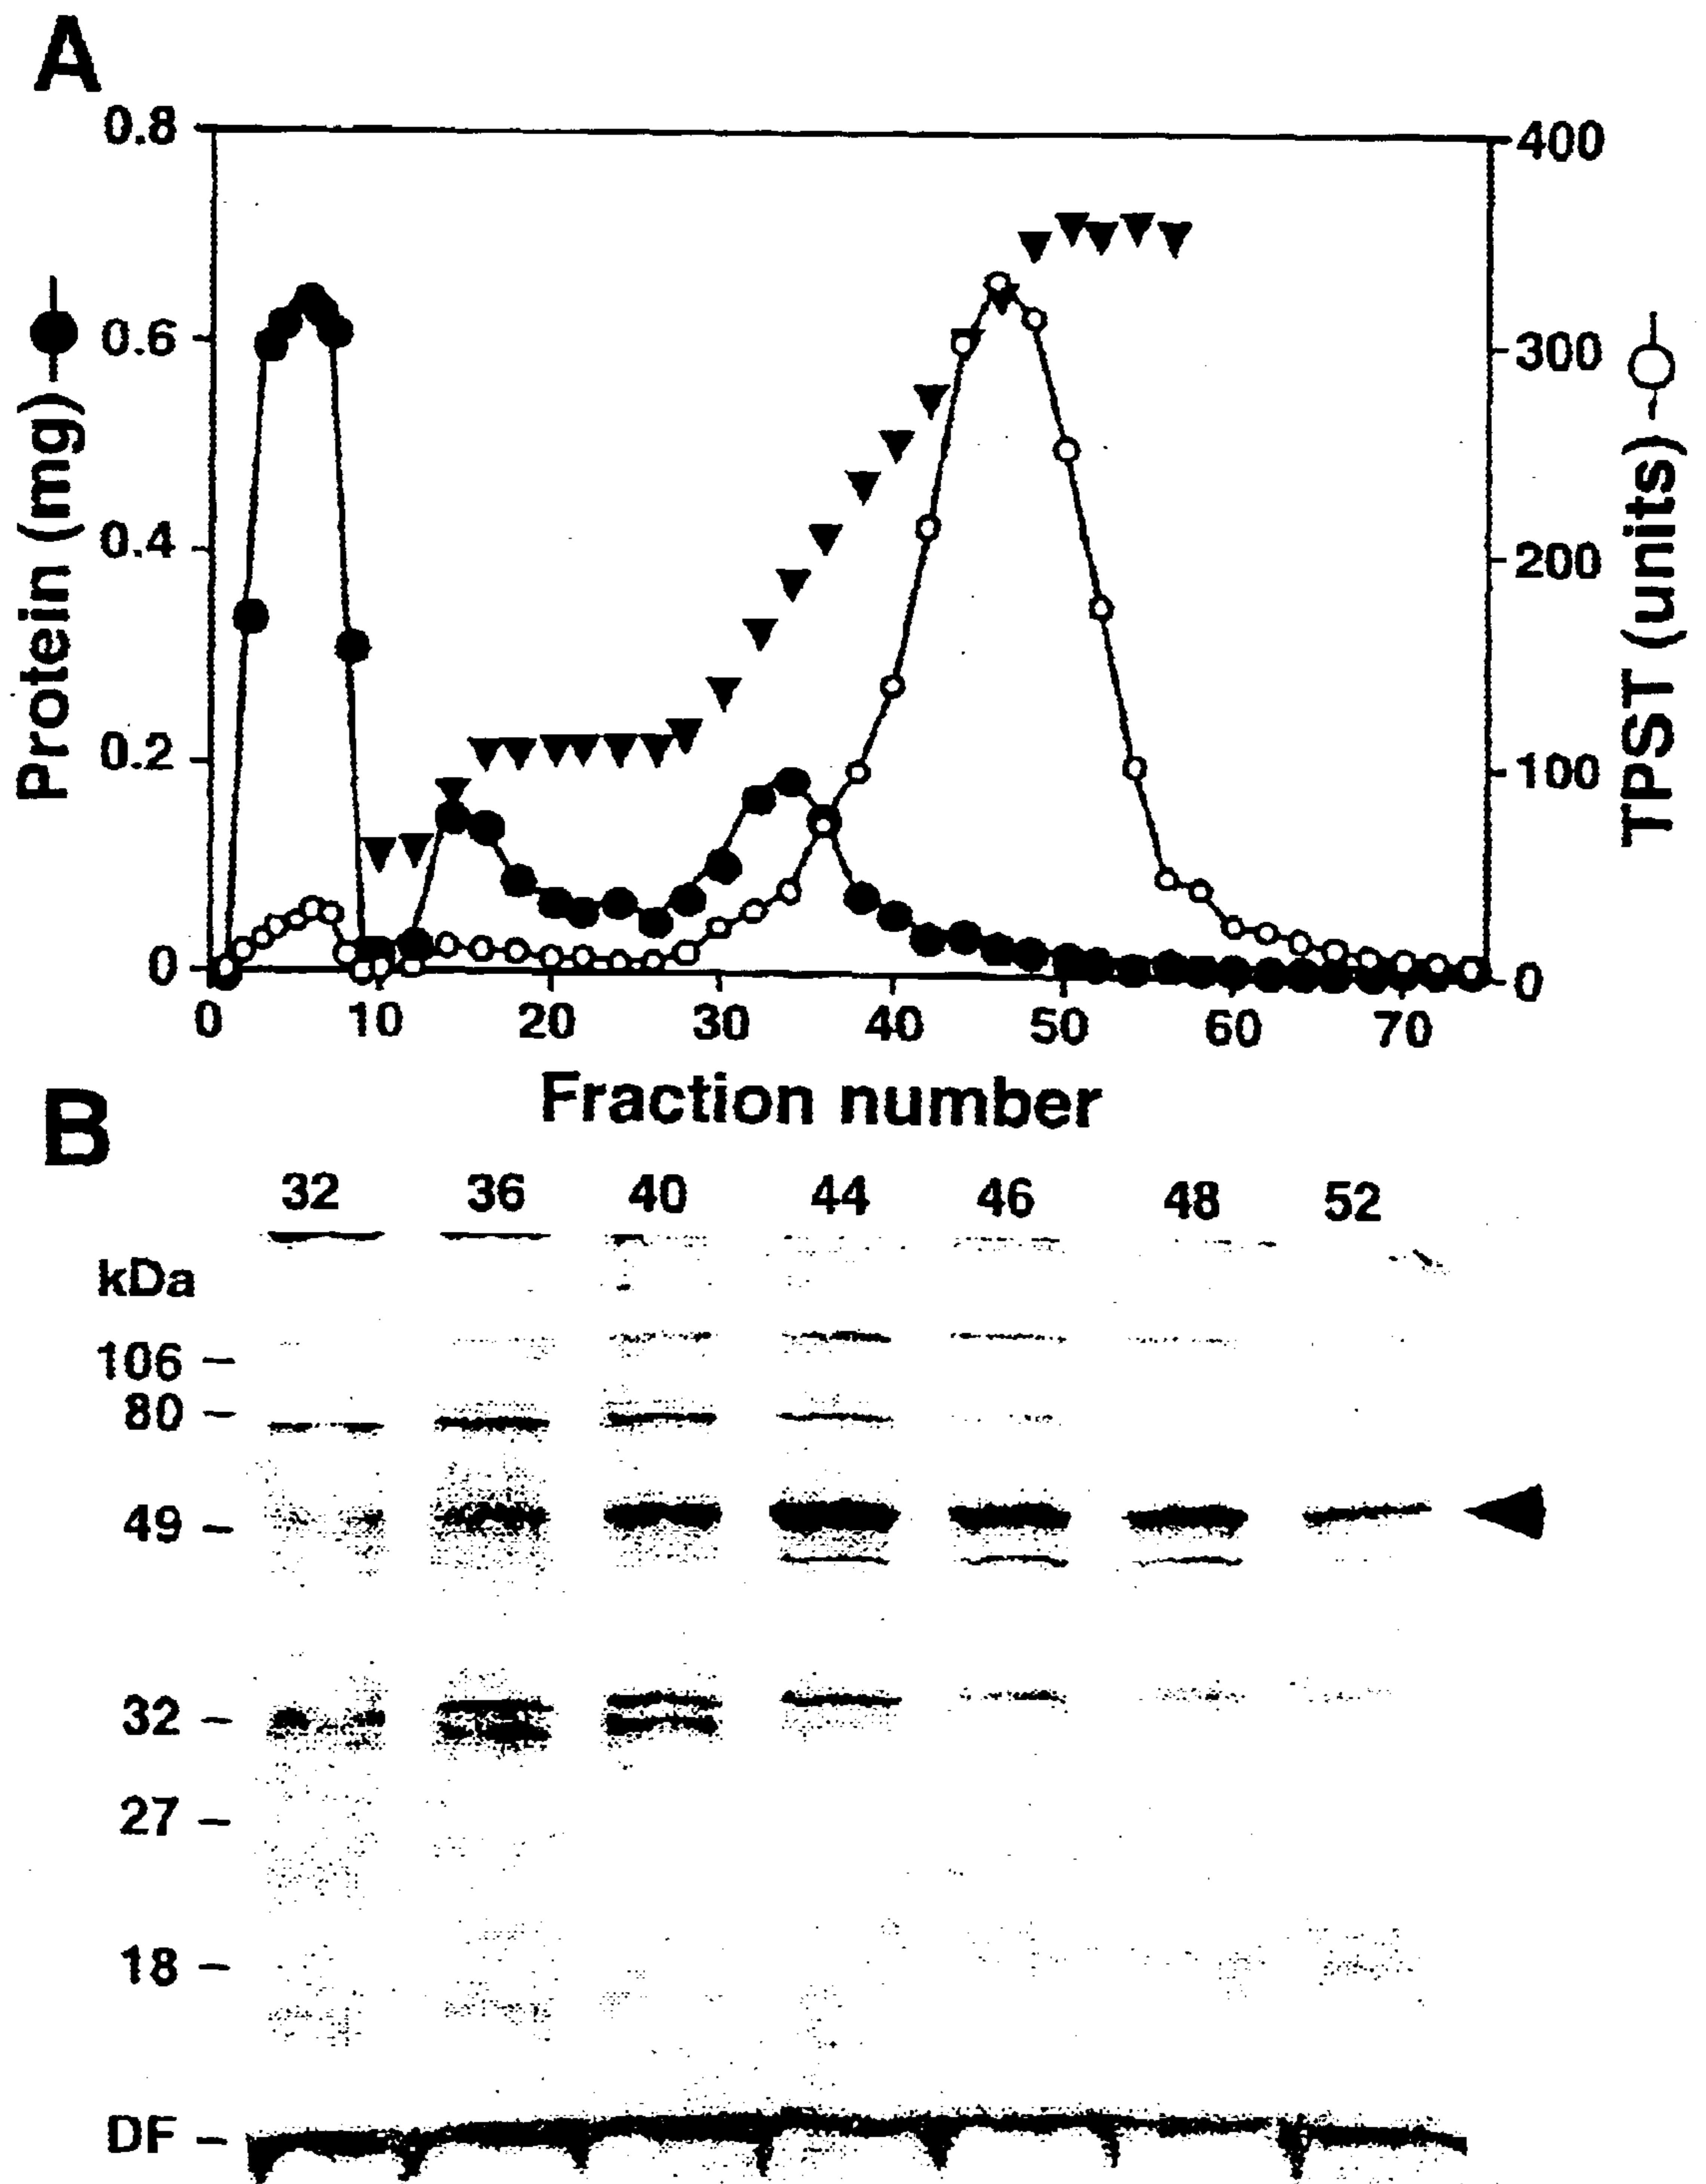 A
0.8
0.6
0.4
0.2
0
Protein (mg)
400
300
200
100
0
TPST (units)
0 10 20 30 40 50 60 70
Fraction number
B
32 36 40 44 46 48 52
kDa
106
80
49
32
27
18
DF